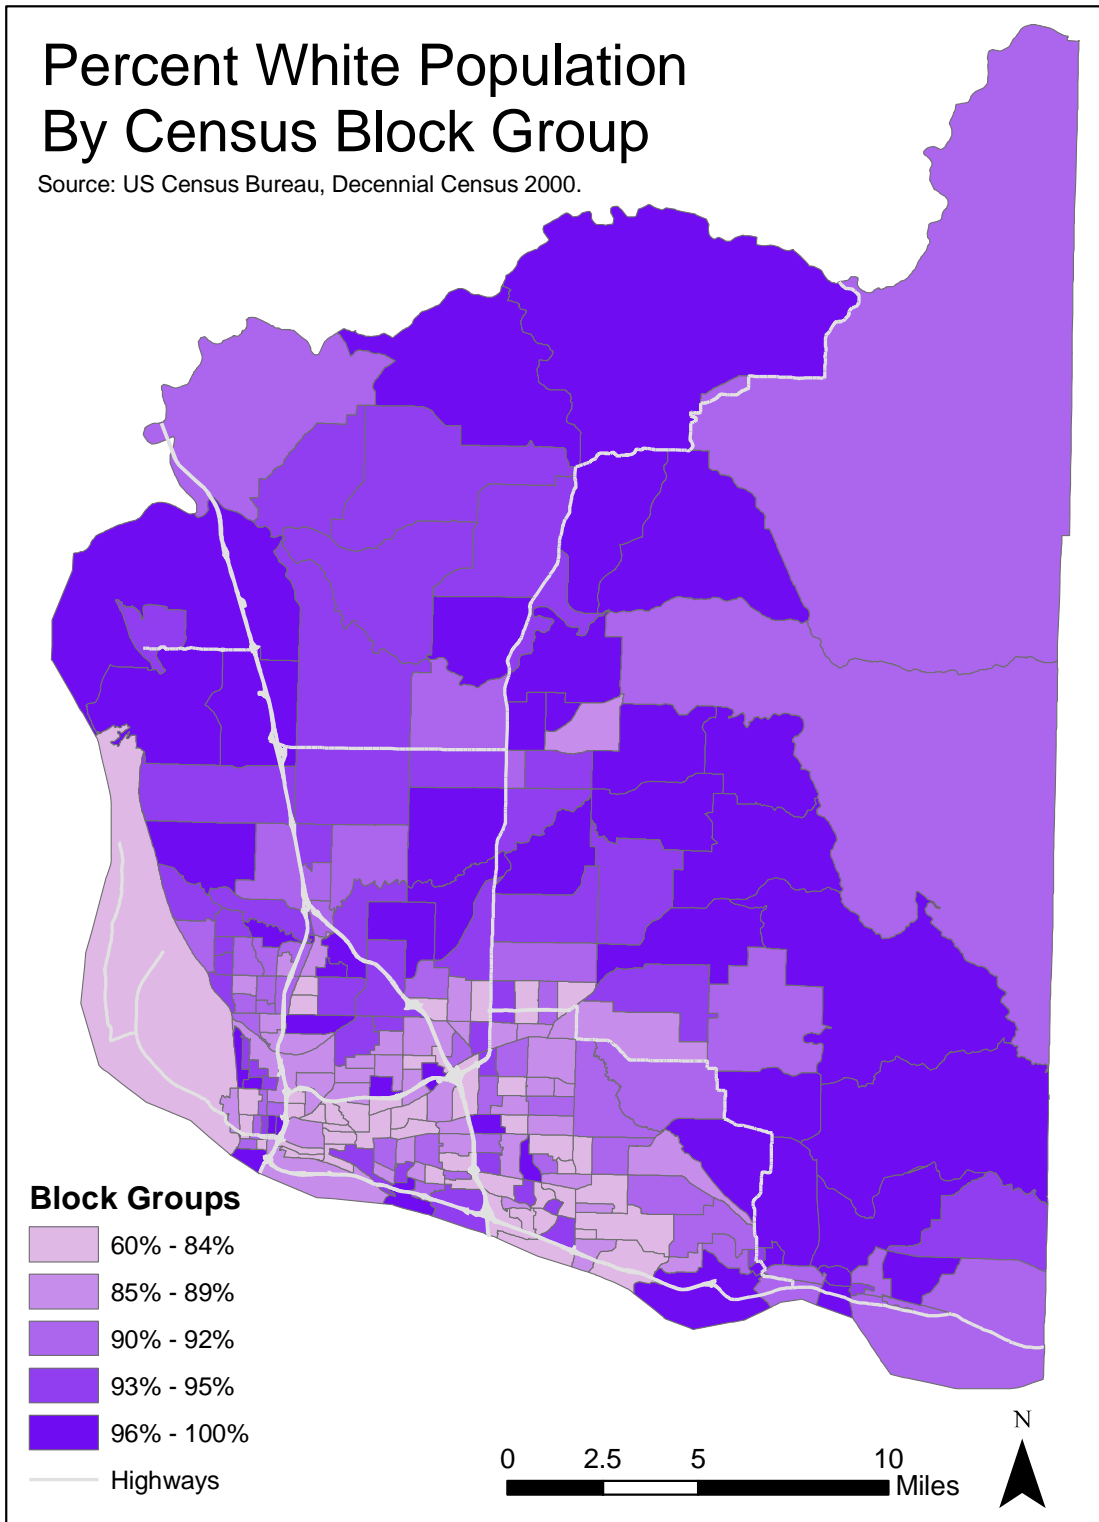 Percent White Population
By Census Block Group
Source: US Census Bureau, Decennial Census 2000.
Block Groups
60% - 84%
85% - 89%
90% - 92%
93% - 95%
96% - 100%
Highways
0 2.5 5 10
Miles
N